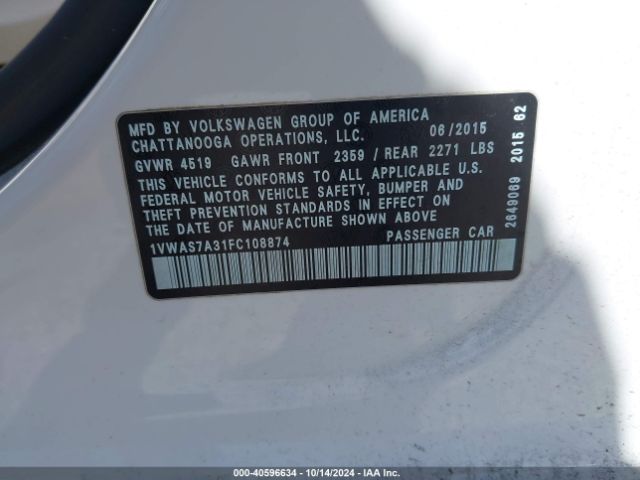 MFD BY VOLKSWAGEN GROUP OF AMERICA
CHATTANOOGA OPERATIONS, LLC. 06/2015
GVWR 4519 GAWR FRONT 2359 / REAR 2271 LBS
THIS VEHICLE CONFORMS TO ALL APPLICABLE U.S.
FEDERAL MOTOR VEHICLE SAFETY, BUMPER AND
THEFT PREVENTION STANDARDS IN EFFECT ON
THE DATE OF MANUFACTURE SHOWN ABOVE
1VWAS7A31FC108874 PASSENGER CAR
2649069 2015 62
000-40596634 - 10/14/2024 - IAA Inc.